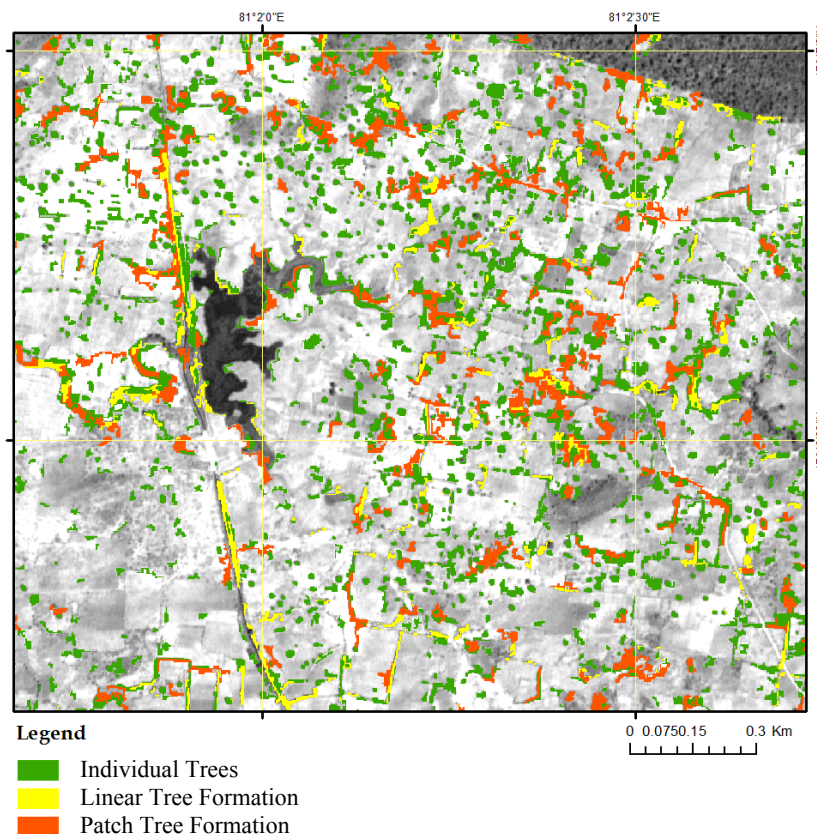 81°2'0"E 81°2'30"E
Legend
0 0.0750.15 0.3 Km
Individual Trees
Linear Tree Formation
Patch Tree Formation